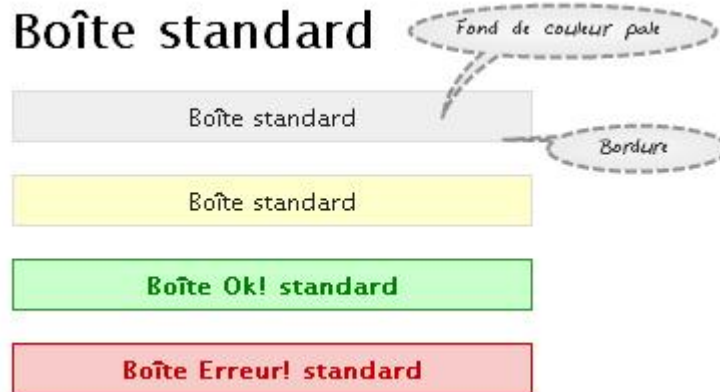 Boîte standard
Fond de couleur pale
Boîte standard
Bordure
Boîte standard
Boîte Ok! standard
Boîte Erreur! standard